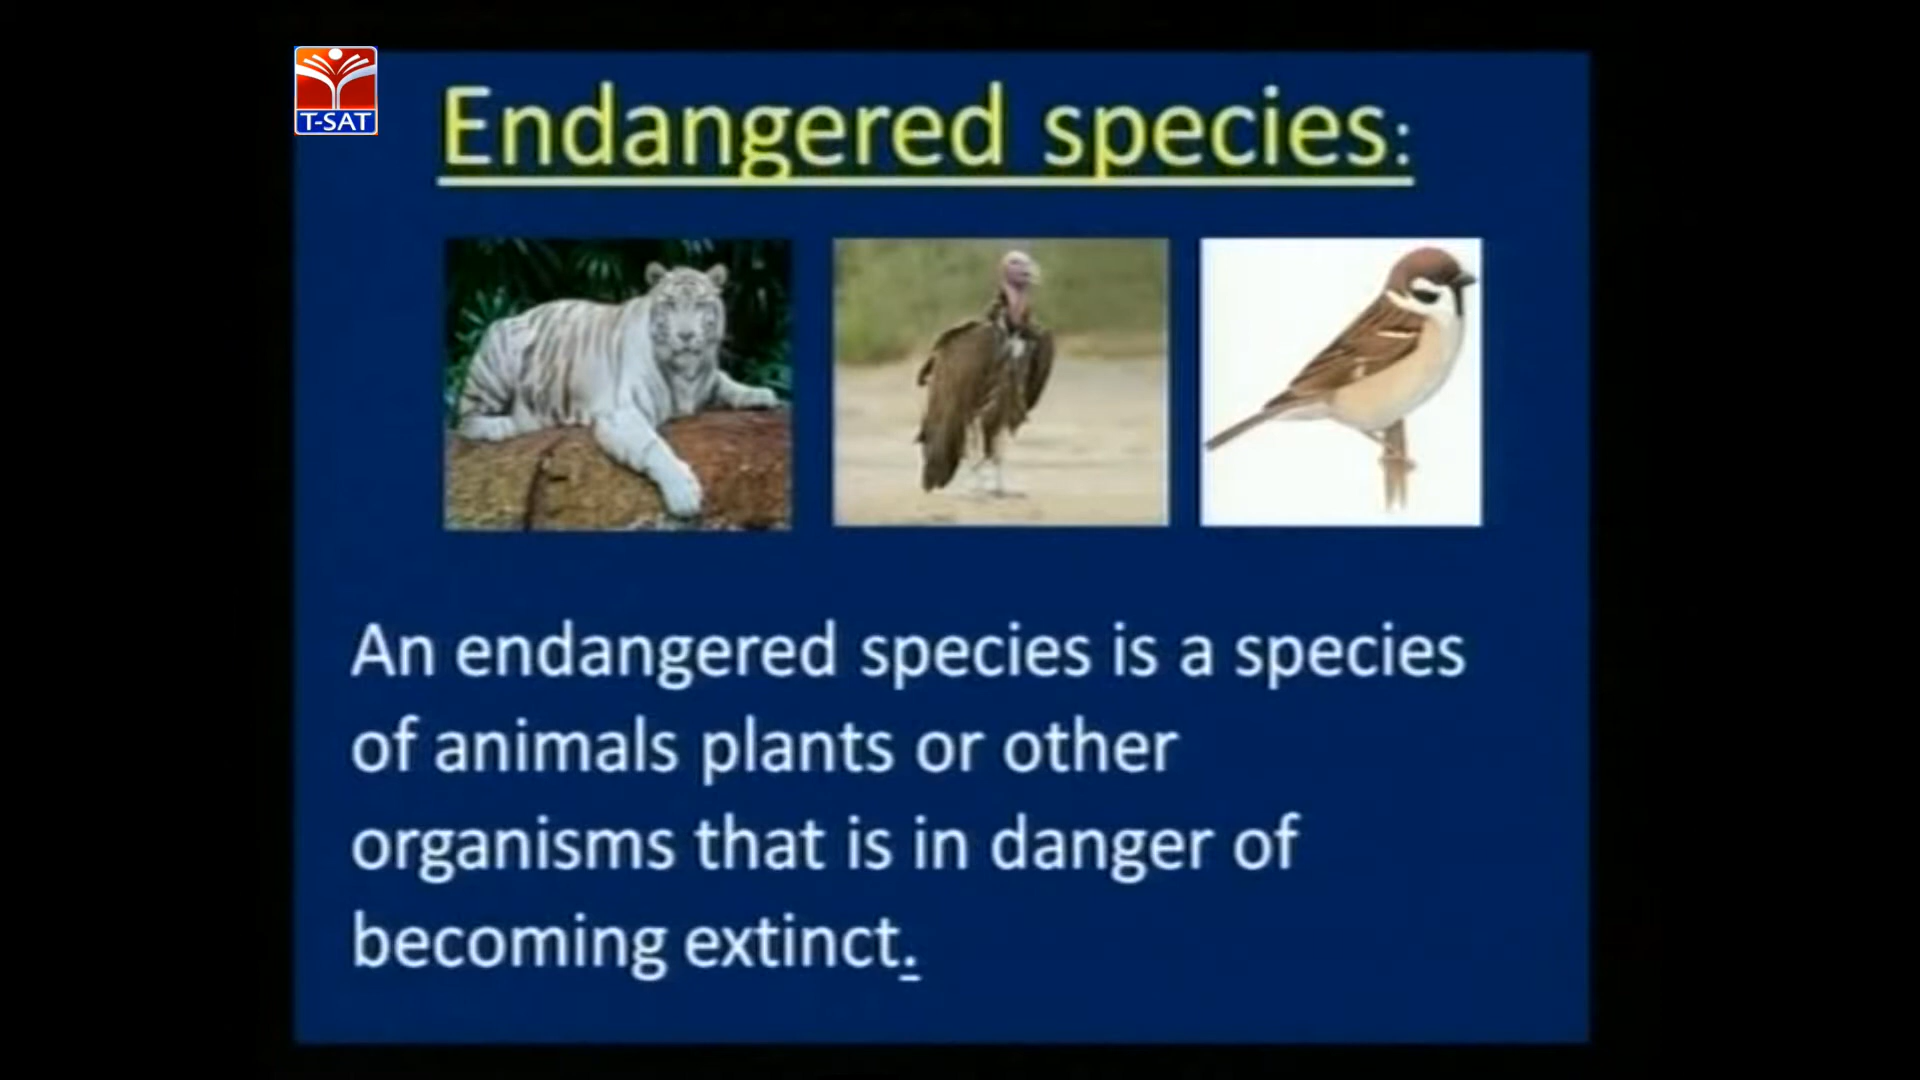 T-SAT
Endangered species:
An endangered species is a species
of animals plants or other
organisms that is in danger of
becoming extinct.